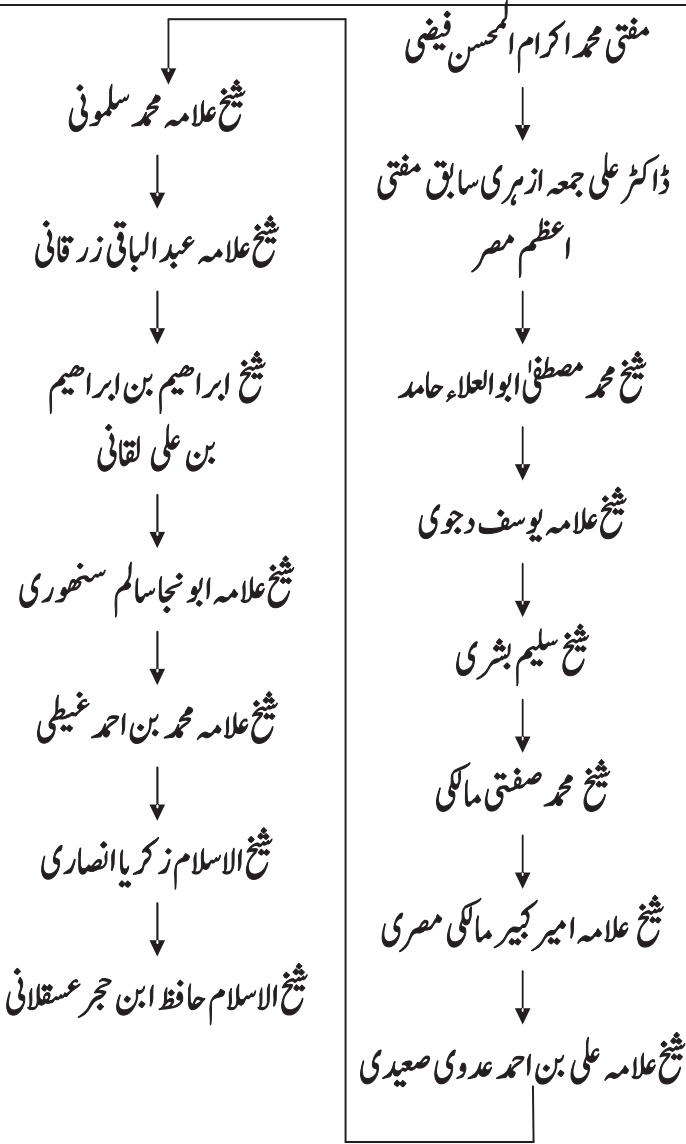 مفتی محمد اکرام المحسن فیضی
ڈاکٹر علی جمعہ ازہری سابق مفتی
اعظم مصر
شیخ محمد مصطفیٰ ابوالعلاء حامد
شیخ علامہ یوسف دجوی
شیخ سلیم بشری
شیخ محمد صفتی مالکی
شیخ علامہ امیر کبیر مالکی مصری
شیخ علامہ علی بن احمد عدوی صعیدی
شیخ علامہ محمد سلمونی
شیخ علامہ عبد الباقی زرقانی
شیخ ابراھیم بن ابراھیم
بن علی لقانی
شیخ علامہ ابو نجا سالم سنھوری
شیخ علامہ محمد بن احمد غیطی
شیخ الاسلام زکریا انصاری
شیخ الاسلام حافظ ابن حجر عسقلانی